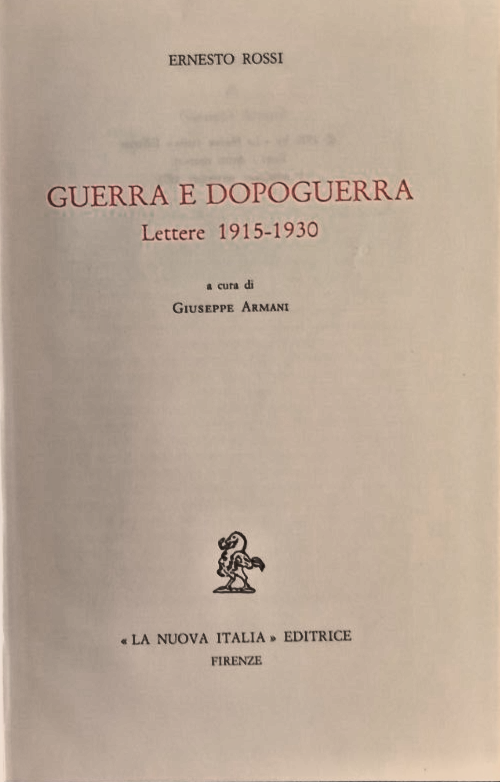 ERNESTO ROSSI
GUERRA E DOPOGUERRA
Lettere 1915-1930
a cura di
GIUSEPPE ARMANI
« LA NUOVA ITALIA » EDITRICE
FIRENZE